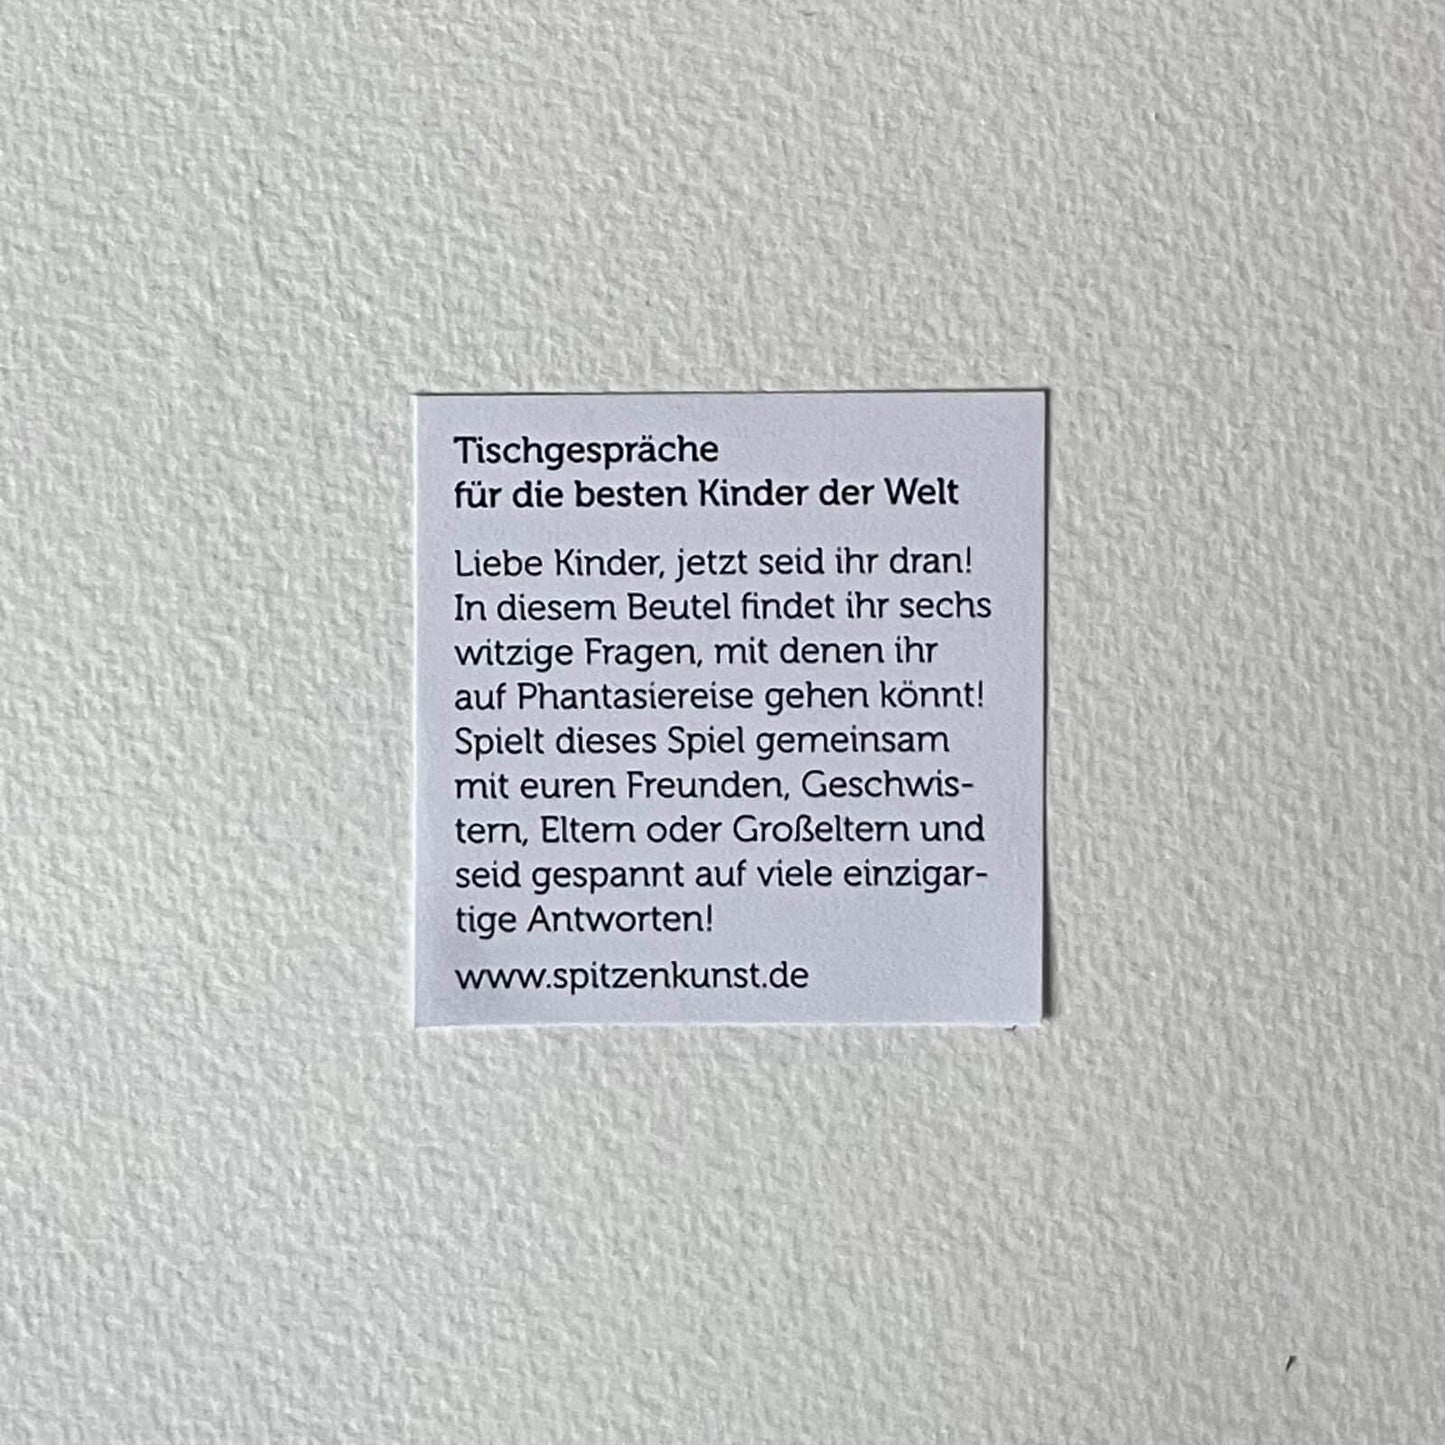 Tischgespräche
für die besten Kinder der Welt
Liebe Kinder, jetzt seid ihr dran!
In diesem Beutel findet ihr sechs
witzige Fragen, mit denen ihr
auf Phantasiereise gehen könnt!
Spielt dieses Spiel gemeinsam
mit euren Freunden, Geschwis-
tern, Eltern oder Großeltern und
seid gespannt auf viele einzigar-
tige Antworten!
www.spitzenkunst.de